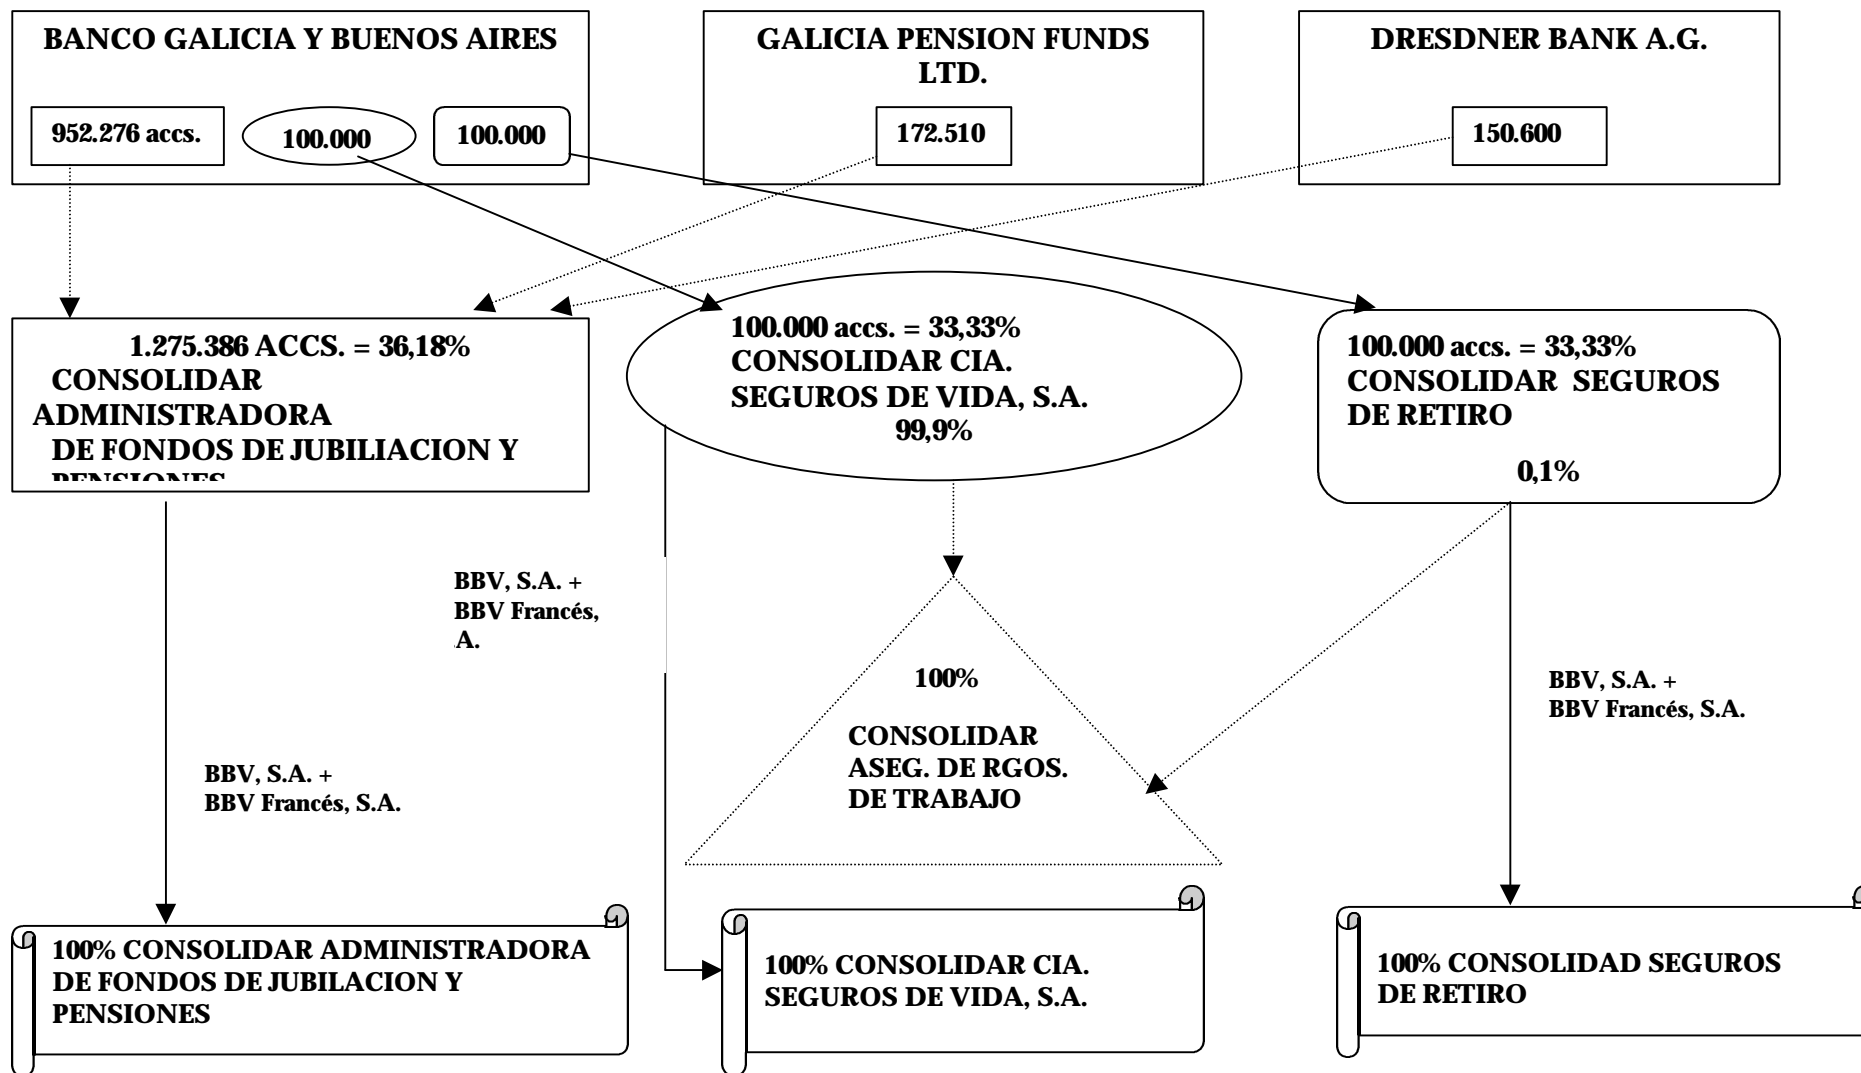 BANCO GALICIA Y BUENOS AIRES
952.276 accs.
100.000
100.000
GALICIA PENSION FUNDS
LTD.
172.510
DRESDNER BANK A.G.
150.600
1.275.386 ACCS. = 36,18%
CONSOLIDAR
ADMINISTRADORA
DE FONDOS DE JUBILIACION Y
PENSIONES
100.000 accs. = 33,33%
CONSOLIDAR CIA.
SEGUROS DE VIDA, S.A.
99,9%
100.000 accs. = 33,33%
CONSOLIDAR SEGUROS
DE RETIRO
0,1%
BBV, S.A. +
BBV Francés,
A.
100%
CONSOLIDAR
ASEG. DE RGOS.
DE TRABAJO
BBV, S.A. +
BBV Francés, S.A.
BBV, S.A. +
BBV Francés, S.A.
100% CONSOLIDAR ADMINISTRADORA
DE FONDOS DE JUBILACION Y
PENSIONES
100% CONSOLIDAR CIA.
SEGUROS DE VIDA, S.A.
100% CONSOLIDAD SEGUROS
DE RETIRO